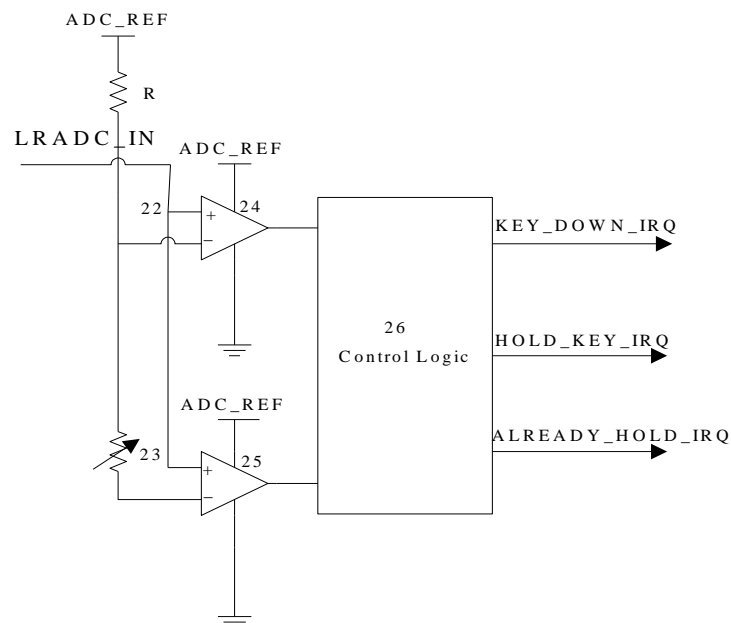 ADC_REF
R
LRADC_IN
ADC_REF
22
+
24
−
KEY_DOWN_IRQ
26
Control Logic
HOLD_KEY_IRQ
ADC_REF
ALREADY_HOLD_IRQ
23
+
25
−